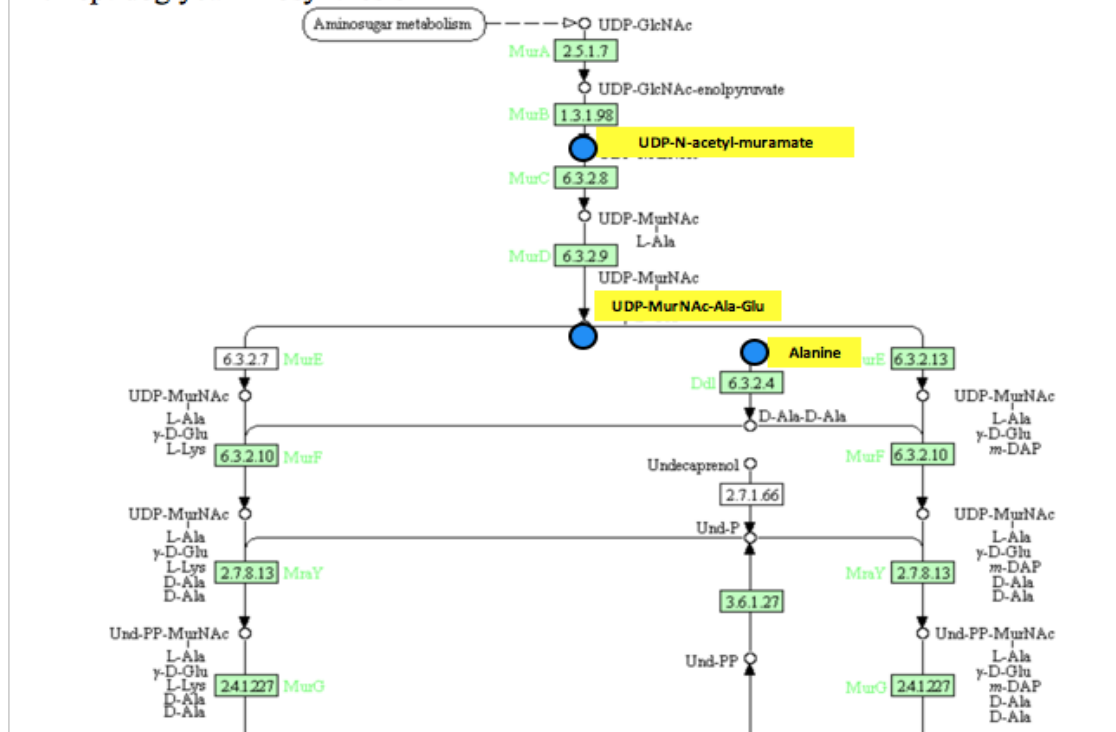 Aminosugar metabolism
UDP-GlcNAc
MurA 2.5.1.7
UDP-GlcNAc-enolpyruvate
MurB 1.3.1.98
UDP-N-acetyl-muramate
MurC 6.3.2.8
UDP-MurNAc
L-Ala
MurD 6.3.2.9
UDP-MurNAc
UDP-MurNAc-Ala-Glu
6.3.2.7 MurE
Alanine
urE 6.3.2.13
Ddl 6.3.2.4
UDP-MurNAc
L-Ala
γ-D-Glu
L-Lys
D-Ala-D-Ala
UDP-MurNAc
L-Ala
γ-D-Glu
m-DAP
6.3.2.10 MurF
MurF 6.3.2.10
Undecaprenol
2.7.1.66
Und-P
UDP-MurNAc
L-Ala
γ-D-Glu
L-Lys
D-Ala
D-Ala
UDP-MurNAc
L-Ala
γ-D-Glu
m-DAP
D-Ala
D-Ala
2.7.8.13 MraY
MraY 2.7.8.13
3.6.1.27
Und-PP
Und-PP-MurNAc
L-Ala
γ-D-Glu
L-Lys
D-Ala
D-Ala
Und-PP-MurNAc
L-Ala
γ-D-Glu
m-DAP
D-Ala
D-Ala
2.4.1.227 MurG
MurG 2.4.1.227